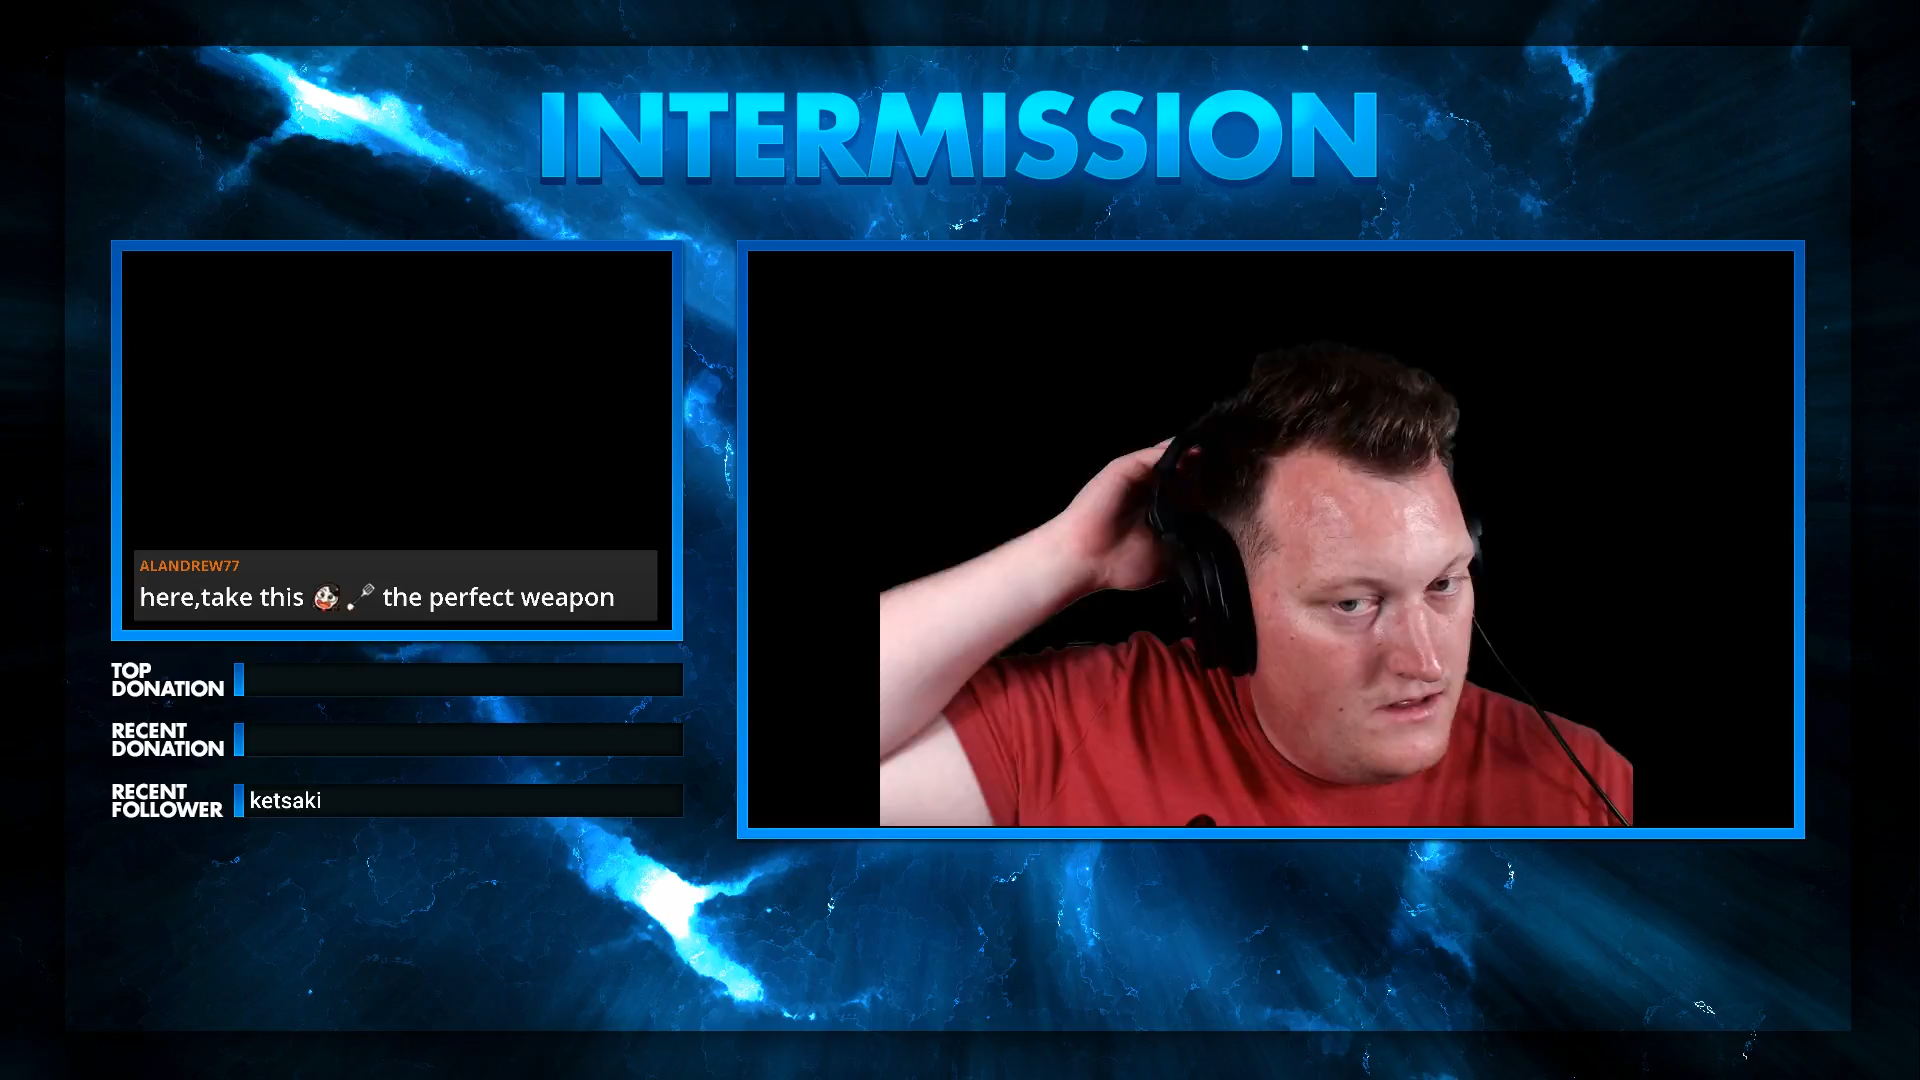 INTERMISSION
ALANDREW77
here,take this the perfect weapon
TOP
DONATION
RECENT
DONATION
RECENT
FOLLOWER
ketsaki